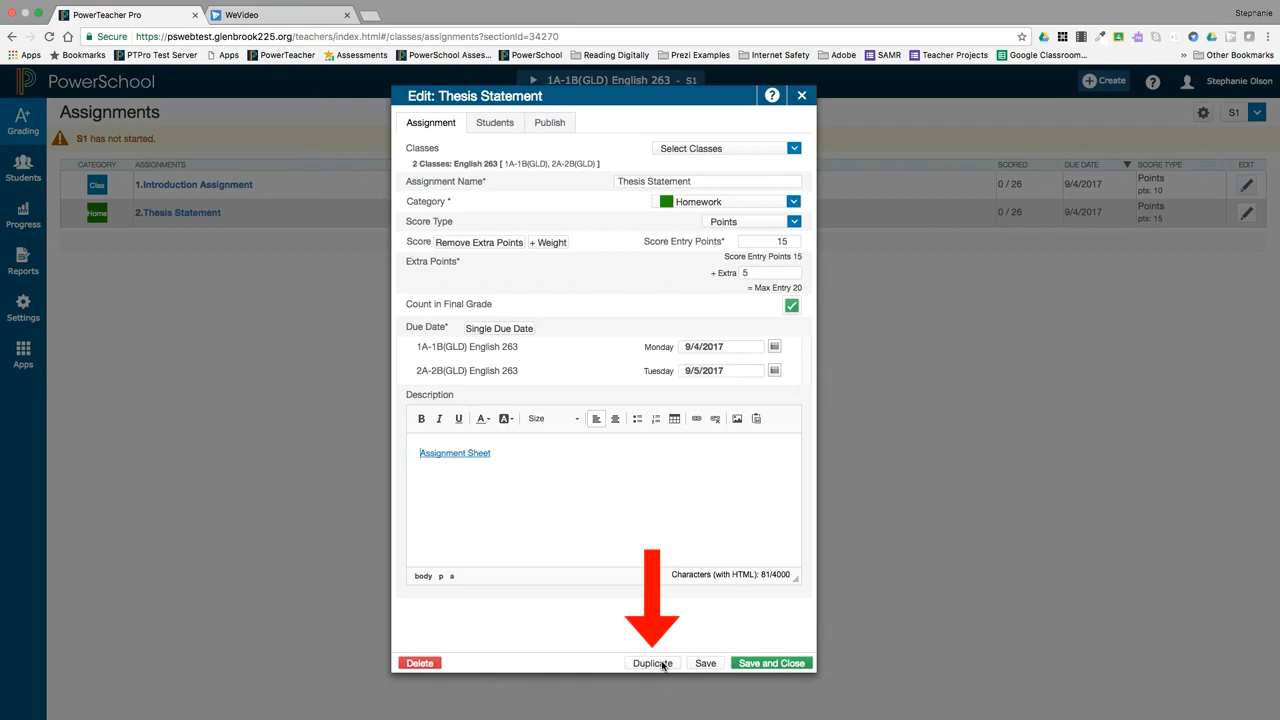 PowerTeacher Pro
WeVideo
Stephanie
Secure https://pswebtest.glenbrook225.org/teachers/index.html#/classes/assignments?sectionId=34270
Apps Bookmarks PTPro Test Server PowerTeacher Assessments PowerSchool Asses... PowerSchool Reading Digitally Prezi Examples Internet Safety Adobe SAMR Teacher Projects Google Classroom... Other Bookmarks
PowerSchool
1A-1B(GLD) English 263 - S1
Create
?
Stephanie Olson
A+
Grading
Students
Progress
Reports
Settings
Apps
Assignments
S1
S1 has not started.
CATEGORY ASSIGNMENTS SCORED DUE DATE SCORE TYPE EDIT
Class 1.Introduction Assignment 0 / 26 9/4/2017 Points
pts: 10
Home 2.Thesis Statement 0 / 26 9/4/2017 Points
pts: 15
Edit: Thesis Statement
?
Assignment Students Publish
Classes Select Classes
2 Classes: English 263 [ 1A-1B(GLD), 2A-2B(GLD) ]
Assignment Name* Thesis Statement
Category * Homework
Score Type Points
Score Remove Extra Points + Weight Score Entry Points* 15
Score Entry Points 15
Extra Points*
+ Extra 5
= Max Entry 20
Count in Final Grade
Due Date* Single Due Date
1A-1B(GLD) English 263 Monday 9/4/2017
2A-2B(GLD) English 263 Tuesday 9/5/2017
Description
B I U A A Size
Assignment Sheet
body p a Characters (with HTML): 81/4000
Delete Duplicate Save Save and Close